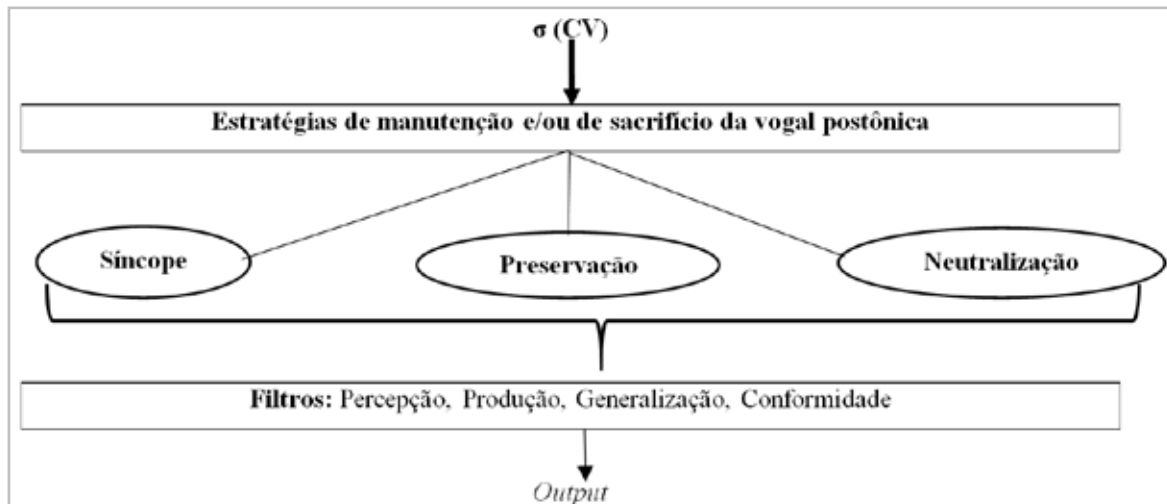 σ (CV)
Estratégias de manutenção e/ou de sacrifício da vogal postônica
Síncope
Preservação
Neutralização
Filtros: Percepção, Produção, Generalização, Conformidade
Output